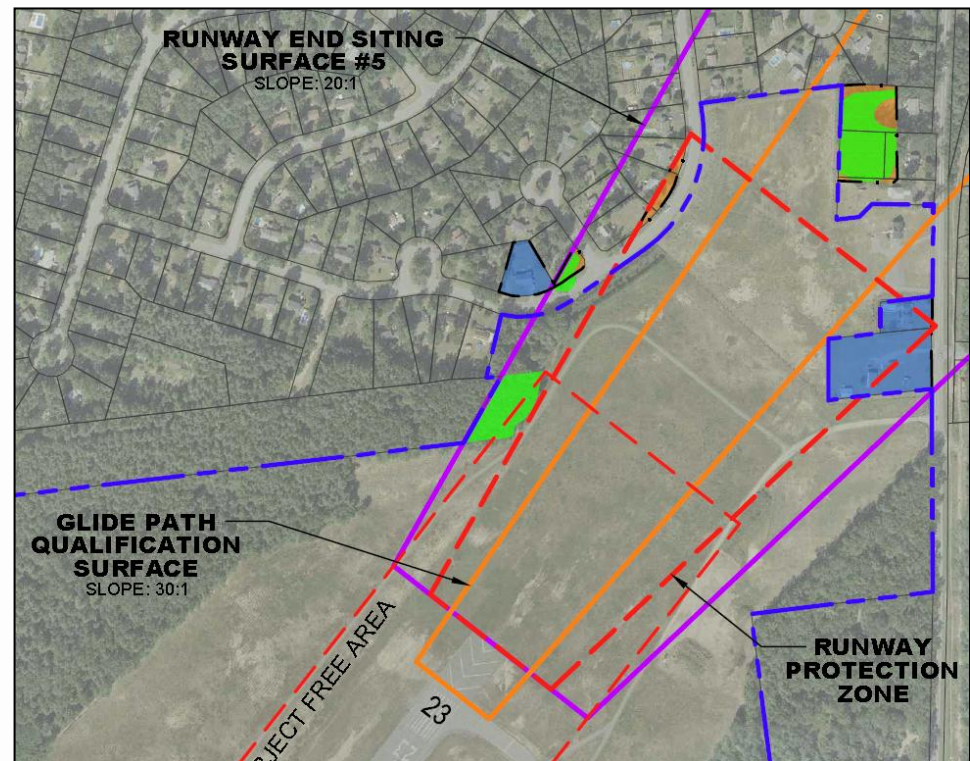 RUNWAY END SITING
SURFACE #5
SLOPE: 20:1
GLIDE PATH
QUALIFICATION
SURFACE
SLOPE: 30:1
JECT FREE AREA
23
RUNWAY
PROTECTION
ZONE